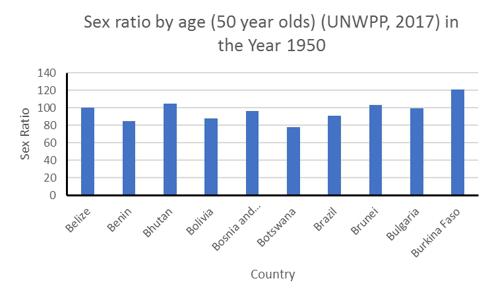 Sex ratio by age (50 year olds) (UNWPP, 2017) in
the Year 1950
140
120
100
80
60
40
20
0
Sex Ratio
Belize
Benin
Bhutan
Bolivia
Bosnia and...
Botswana
Brazil
Brunei
Bulgaria
Burkina Faso
Country